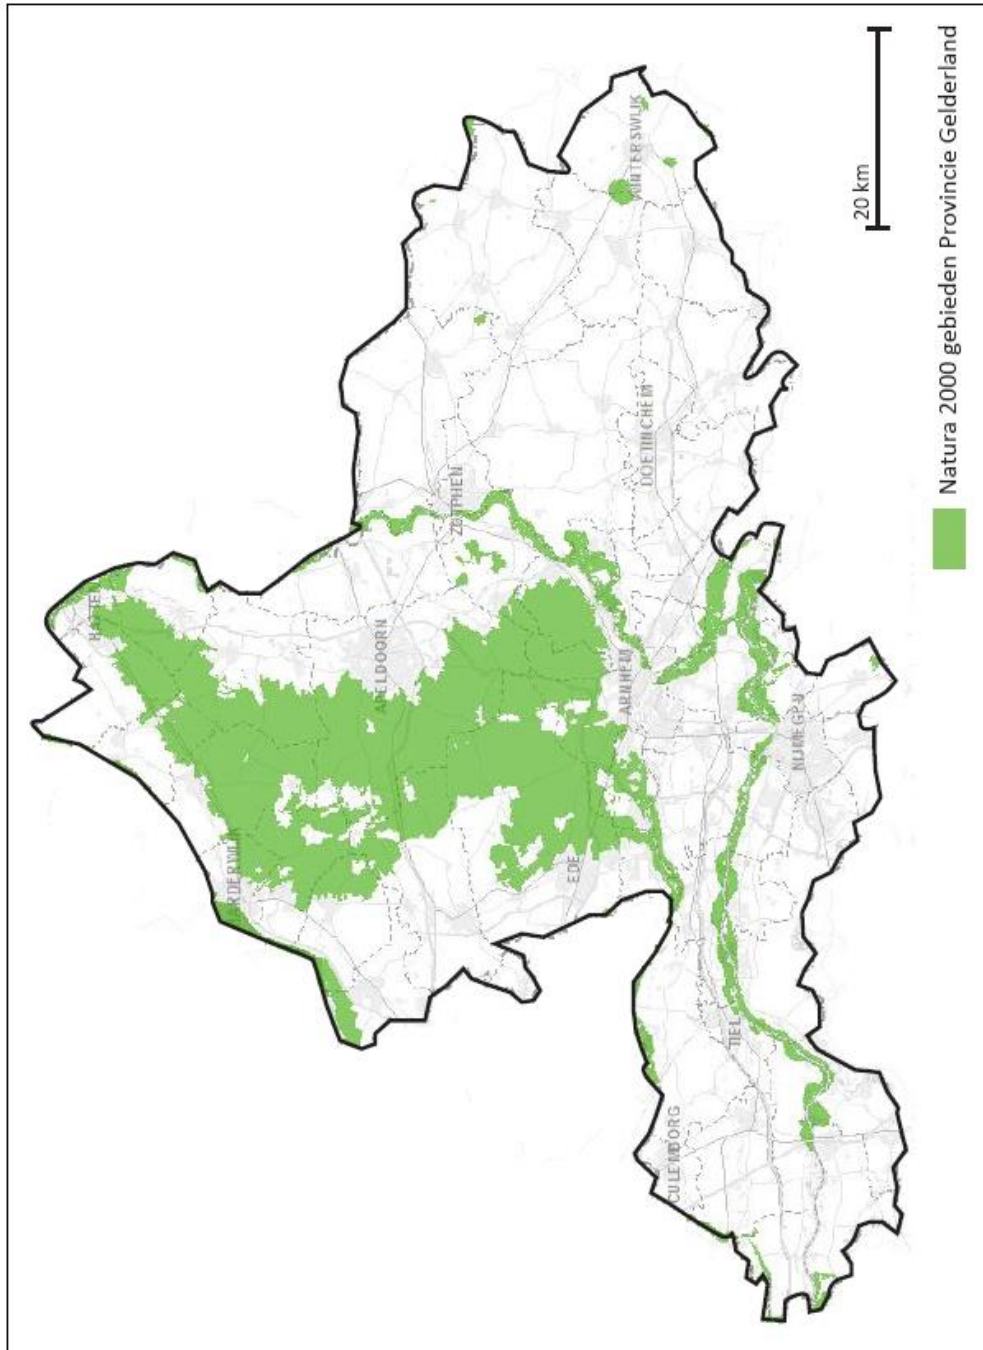 HATTEM
HARDERWIJK
APELDOORN
ZUTPHEN
EDE
ARNHEM
WINTERSWIJK
DOETINCHEM
CULEMBORG
TIEL
NIJMEGEN
20 km
Natura 2000 gebieden Provincie Gelderland